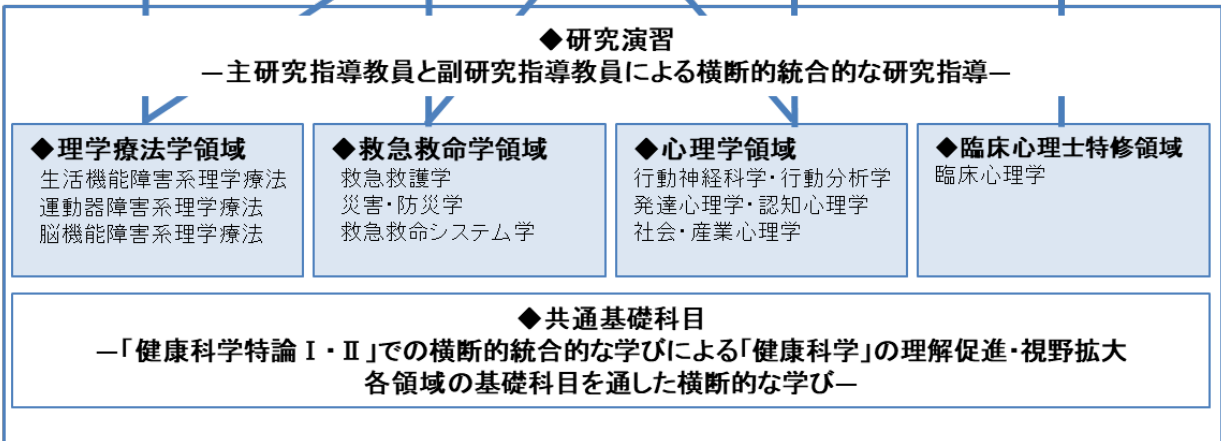 ◆研究演習
―主研究指導教員と副研究指導教員による横断的統合的な研究指導―
◆理学療法学領域
生活機能障害系理学療法
運動器障害系理学療法
脳機能障害系理学療法
◆救急救命学領域
救急救護学
災害・防災学
救急救命システム学
◆心理学領域
行動神経科学・行動分析学
発達心理学・認知心理学
社会・産業心理学
◆臨床心理士特修領域
臨床心理学
◆共通基礎科目
―「健康科学特論Ⅰ・Ⅱ」での横断的統合的な学びによる「健康科学」の理解促進・視野拡大
各領域の基礎科目を通した横断的な学び―